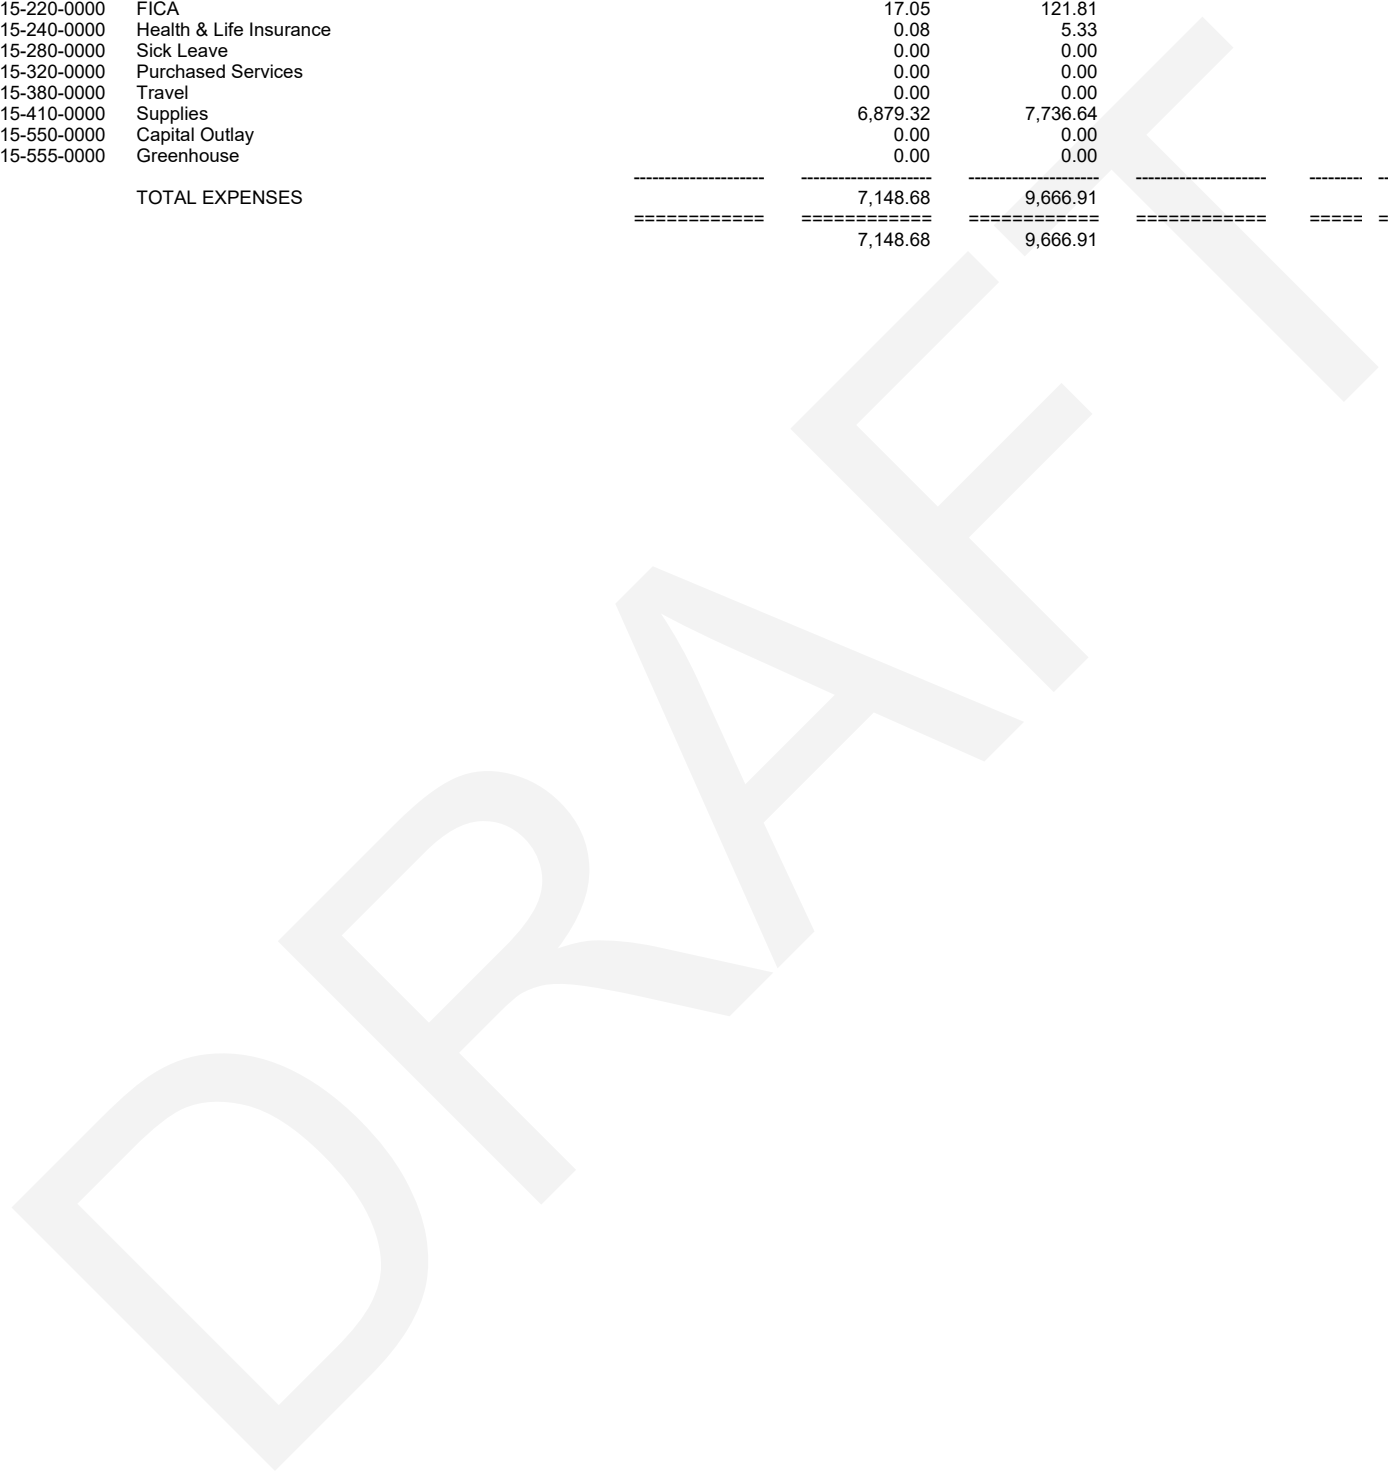 15-220-0000 FICA 17.05 121.81
15-240-0000 Health & Life Insurance 0.08 5.33
15-280-0000 Sick Leave 0.00 0.00
15-320-0000 Purchased Services 0.00 0.00
15-380-0000 Travel 0.00 0.00
15-410-0000 Supplies 6,879.32 7,736.64
15-550-0000 Capital Outlay 0.00 0.00
15-555-0000 Greenhouse 0.00 0.00
--------------------- --------------------- --------------------- --------------------- -------- --
TOTAL EXPENSES 7,148.68 9,666.91
============ ============ ============ ============ ===== =
7,148.68 9,666.91
DRAFT